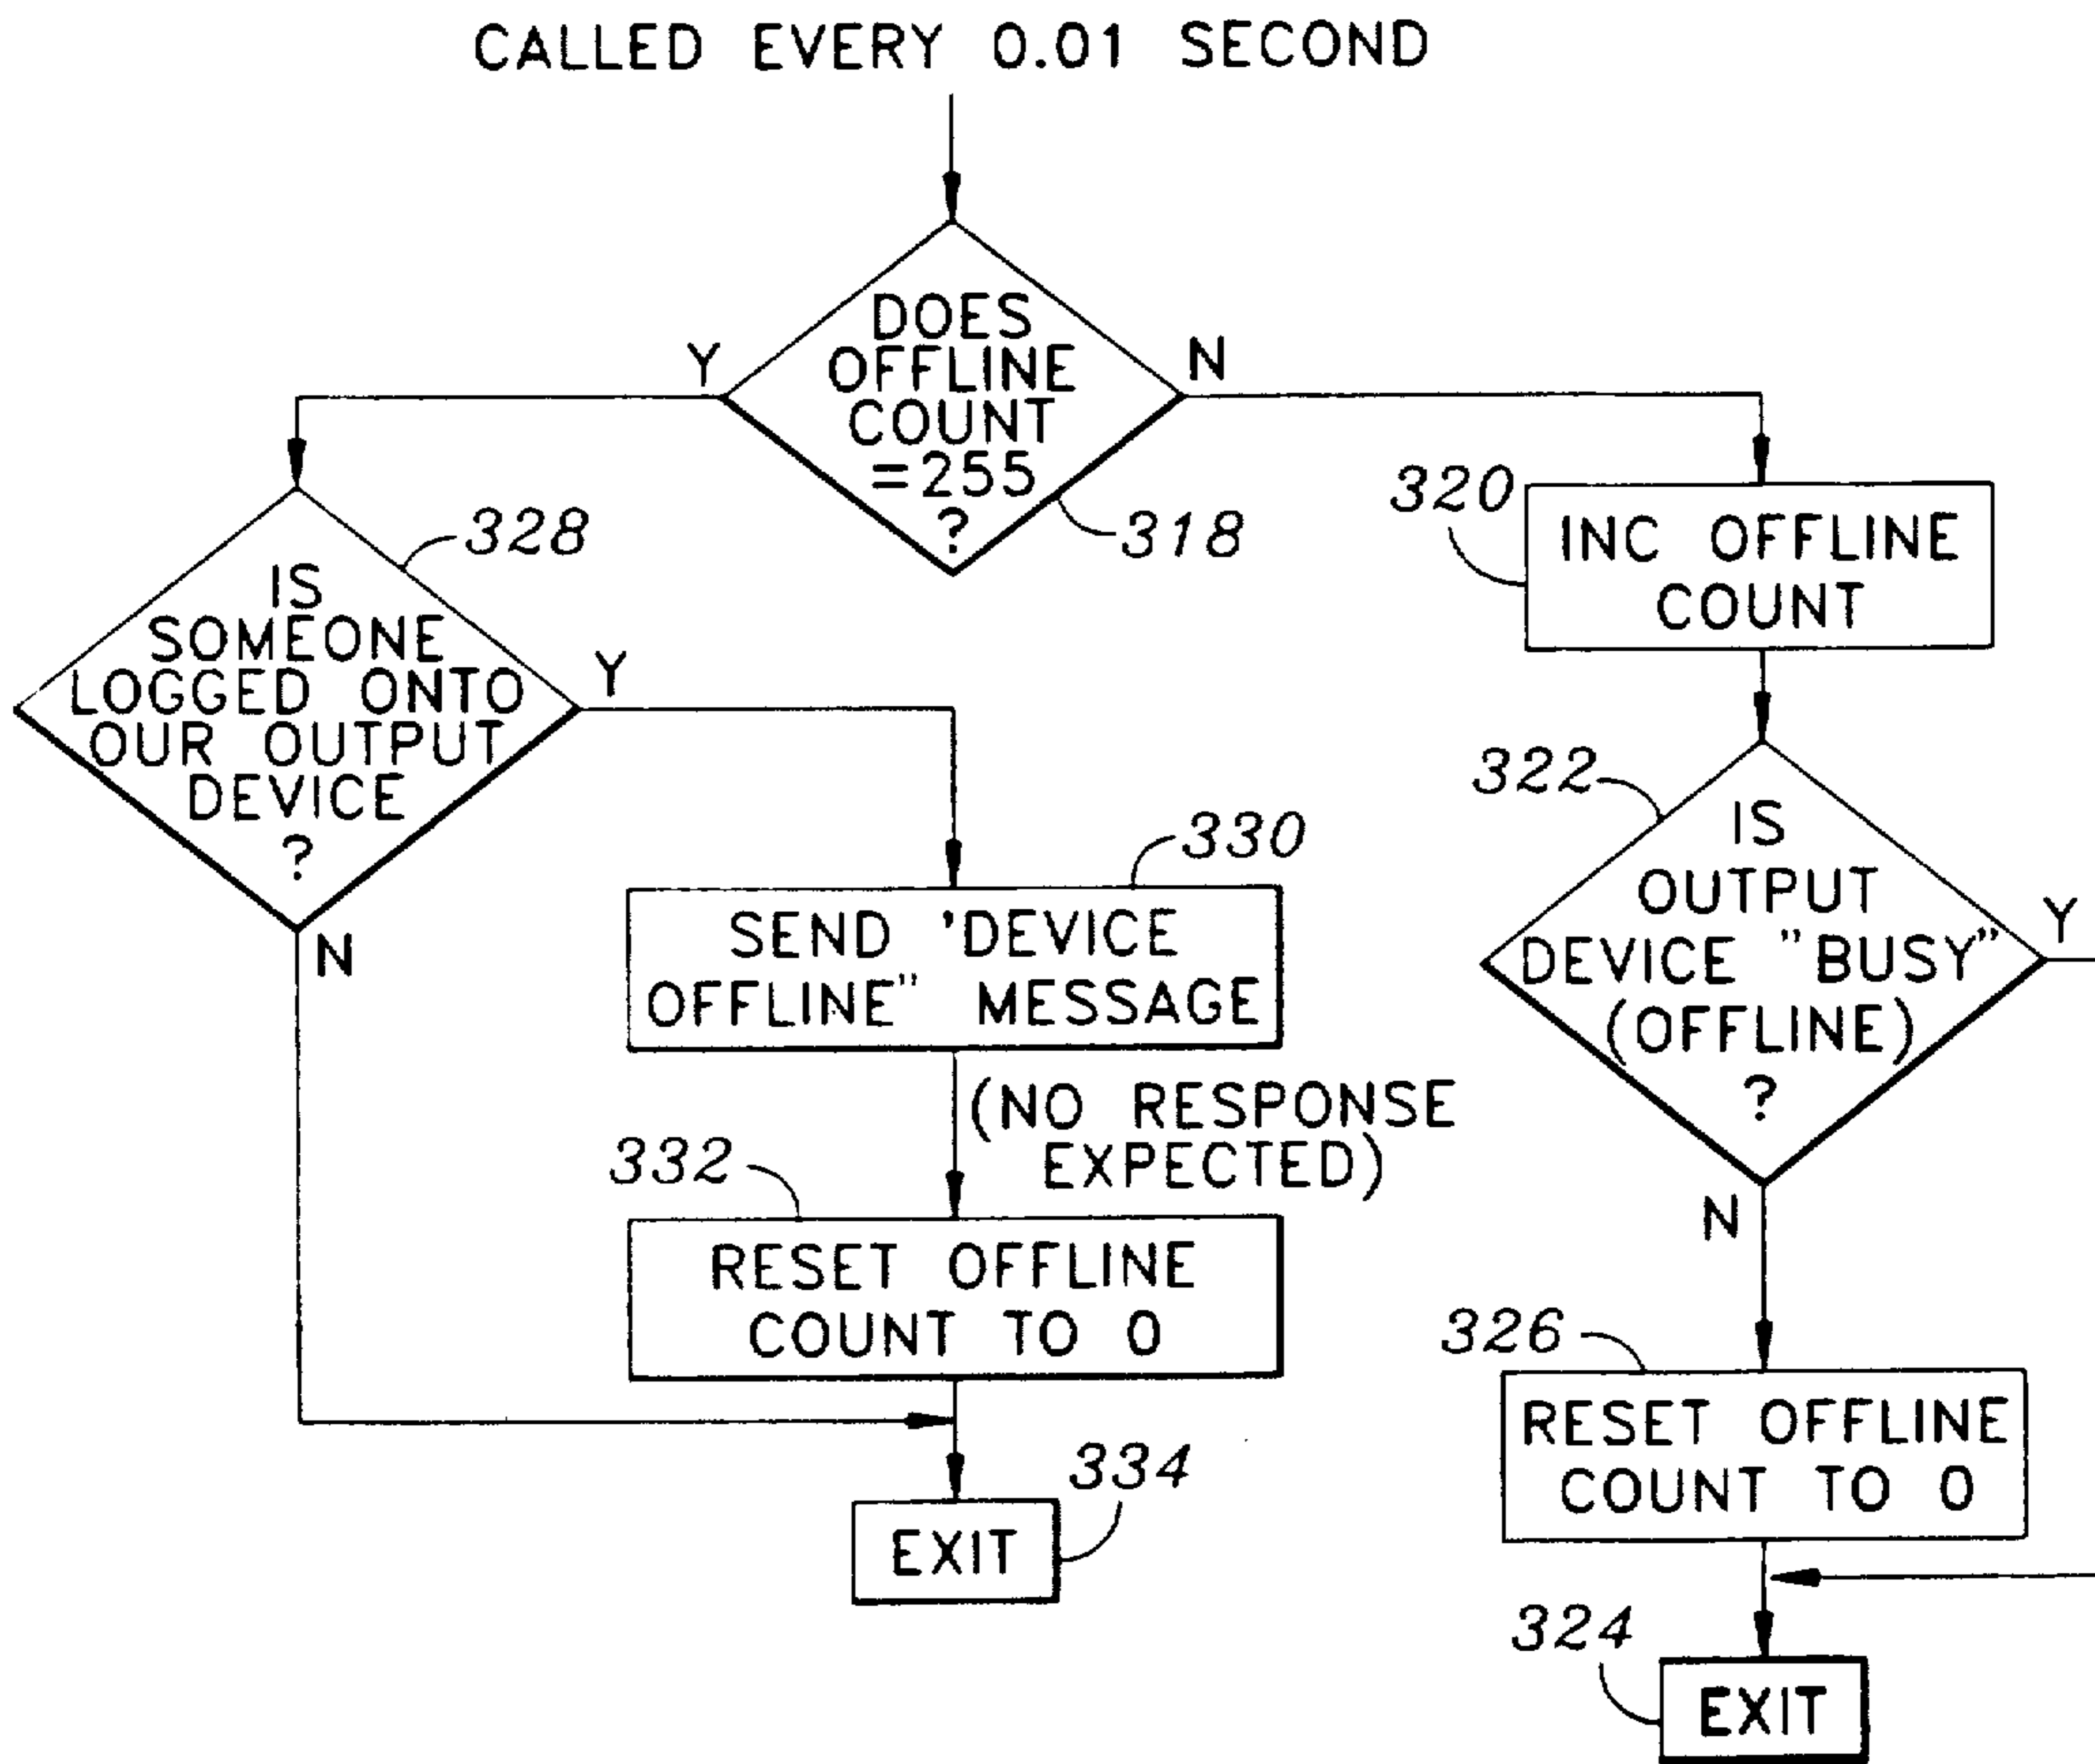 CALLED EVERY 0.01 SECOND
DOES
OFFLINE
COUNT
=255
?
Y
N
318
320
INC OFFLINE
COUNT
328
IS
SOMEONE
LOGGED ONTO
OUR OUTPUT
DEVICE
?
Y
N
322
IS
OUTPUT
DEVICE "BUSY"
(OFFLINE)
?
Y
N
330
SEND 'DEVICE
OFFLINE" MESSAGE
(NO RESPONSE
EXPECTED)
332
RESET OFFLINE
COUNT TO 0
334
EXIT
326
RESET OFFLINE
COUNT TO 0
324
EXIT